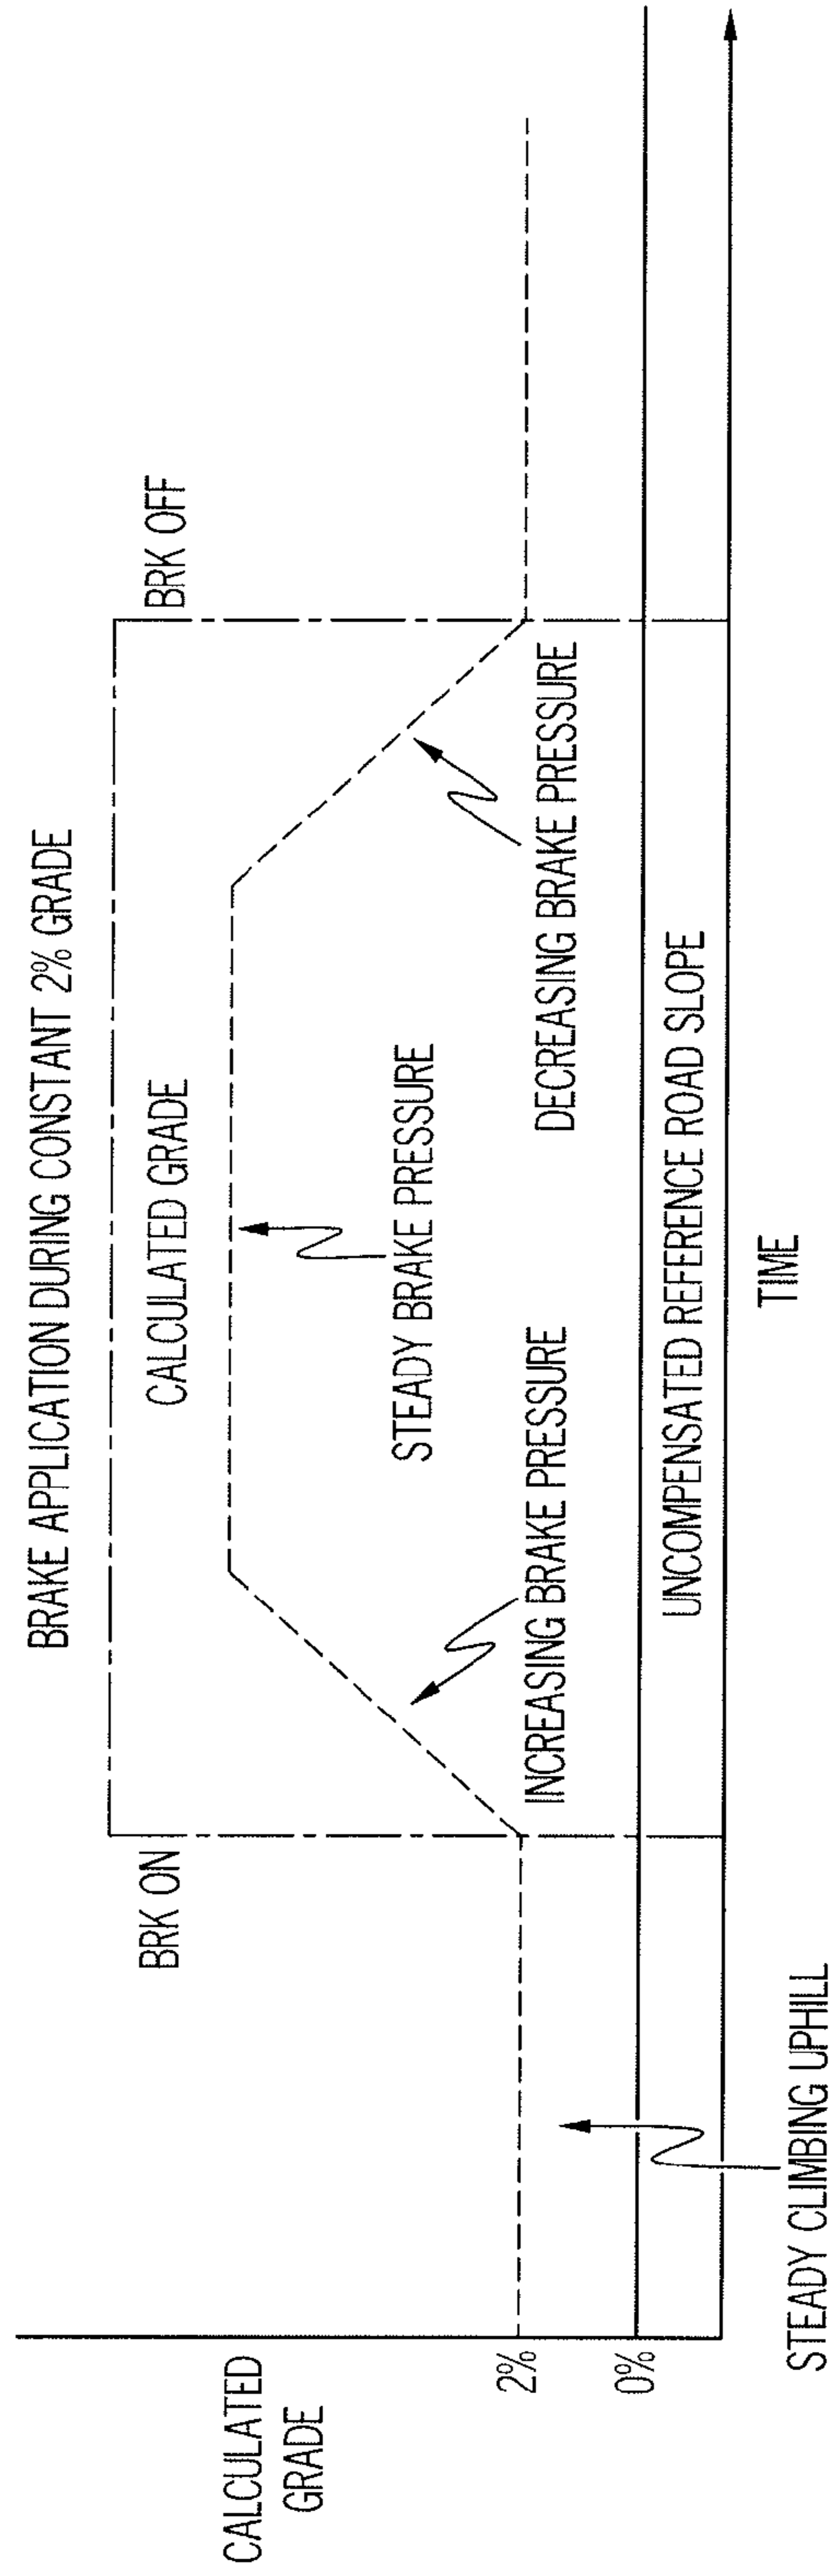 BRAKE APPLICATION DURING CONSTANT 2% GRADE
BRK ON
CALCULATED GRADE
BRK OFF
CALCULATED
GRADE
STEADY BRAKE PRESSURE
2%
INCREASING BRAKE PRESSURE
DECREASING BRAKE PRESSURE
0%
UNCOMPENSATED REFERENCE ROAD SLOPE
TIME
STEADY CLIMBING UPHILL